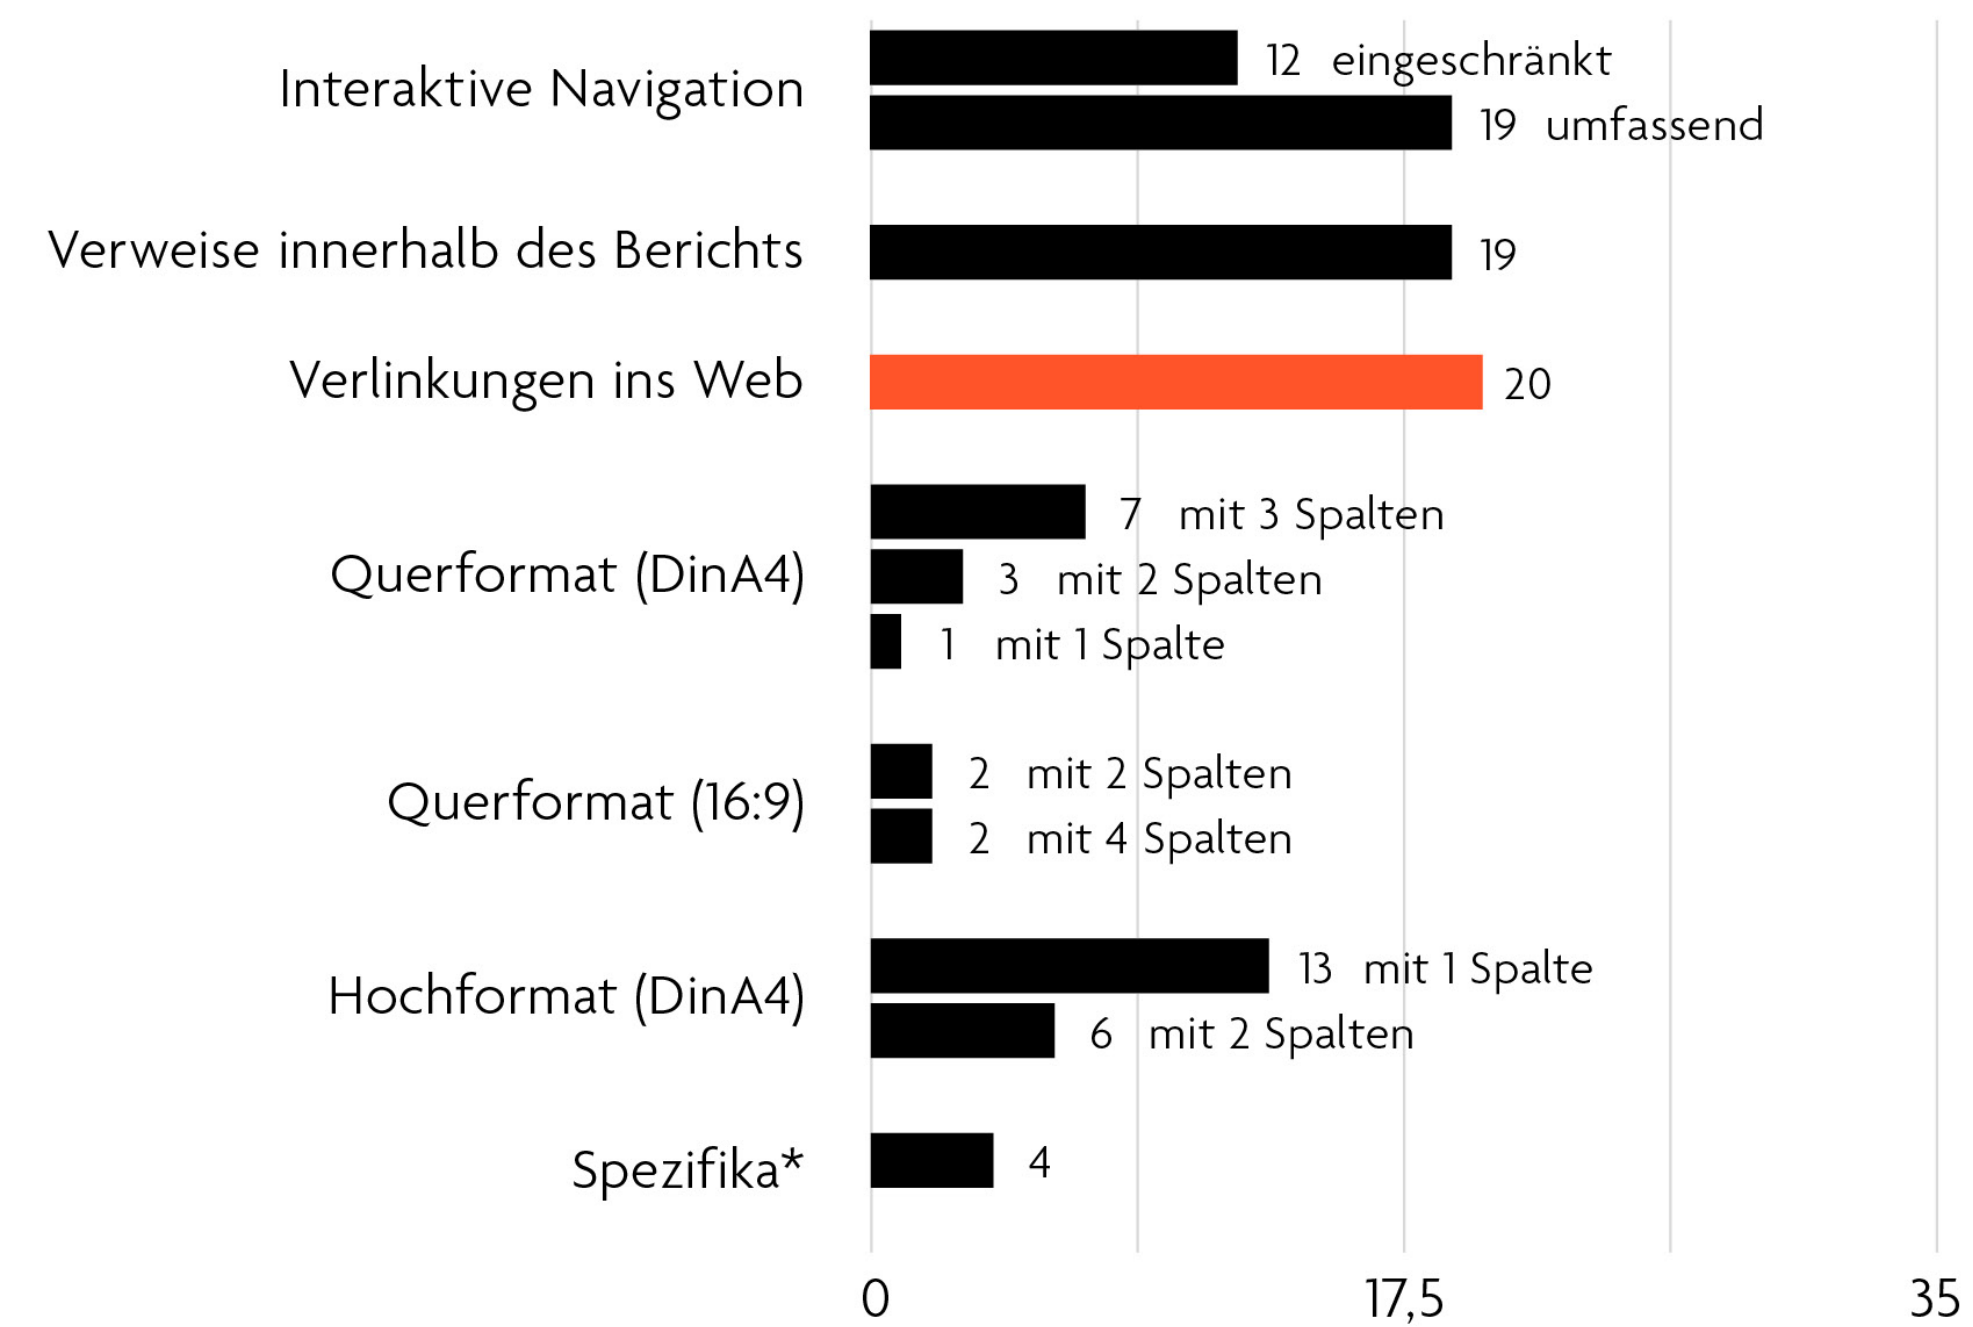 Interaktive Navigation
12 eingeschränkt
19 umfassend
Verweise innerhalb des Berichts
19
Verlinkungen ins Web
20
Querformat (DinA4)
7 mit 3 Spalten
3 mit 2 Spalten
1 mit 1 Spalte
Querformat (16:9)
2 mit 2 Spalten
2 mit 4 Spalten
Hochformat (DinA4)
13 mit 1 Spalte
6 mit 2 Spalten
Spezifika*
4
0 17,5 35